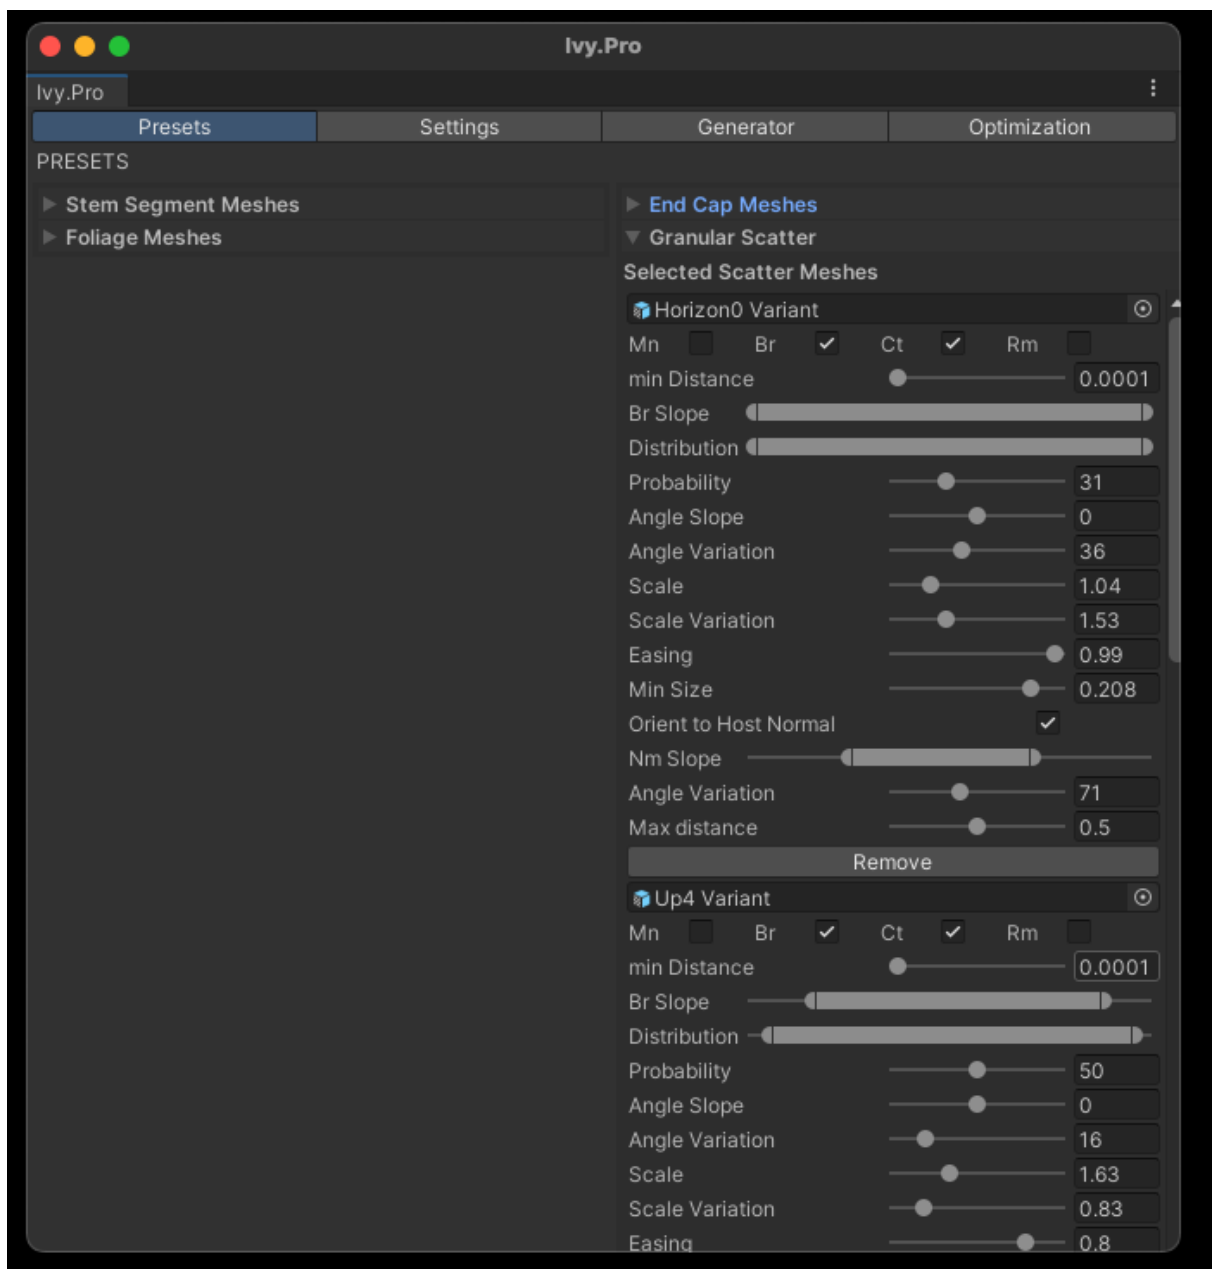 Ivy.Pro
Ivy.Pro
Presets Settings Generator Optimization
PRESETS
Stem Segment Meshes
Foliage Meshes
End Cap Meshes
Granular Scatter
Selected Scatter Meshes
Horizon0 Variant
Mn Br Ct Rm
min Distance 0.0001
Br Slope
Distribution
Probability 31
Angle Slope 0
Angle Variation 36
Scale 1.04
Scale Variation 1.53
Easing 0.99
Min Size 0.208
Orient to Host Normal
Nm Slope
Angle Variation 71
Max distance 0.5
Remove
Up4 Variant
Mn Br Ct Rm
min Distance 0.0001
Br Slope
Distribution
Probability 50
Angle Slope 0
Angle Variation 16
Scale 1.63
Scale Variation 0.83
Easing 0.8